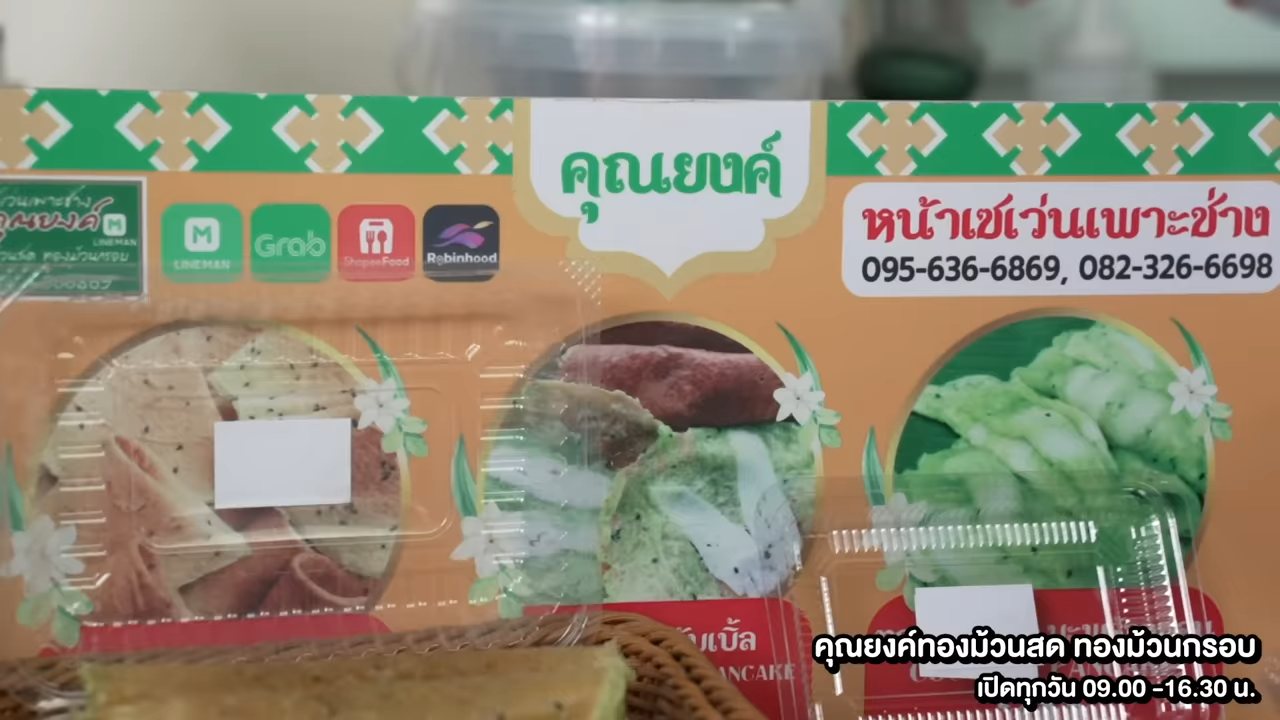 คุณยงค์
LINEMAN
LINEMAN
Grab
ShopeeFood
Robinhood
หน้าเซเว่นเพาะช่าง
095-636-6869, 082-326-6698
คุณยงค์ทองม้วนสด ทองม้วนกรอบ
เปิดทุกวัน 09.00 -16.30 น.